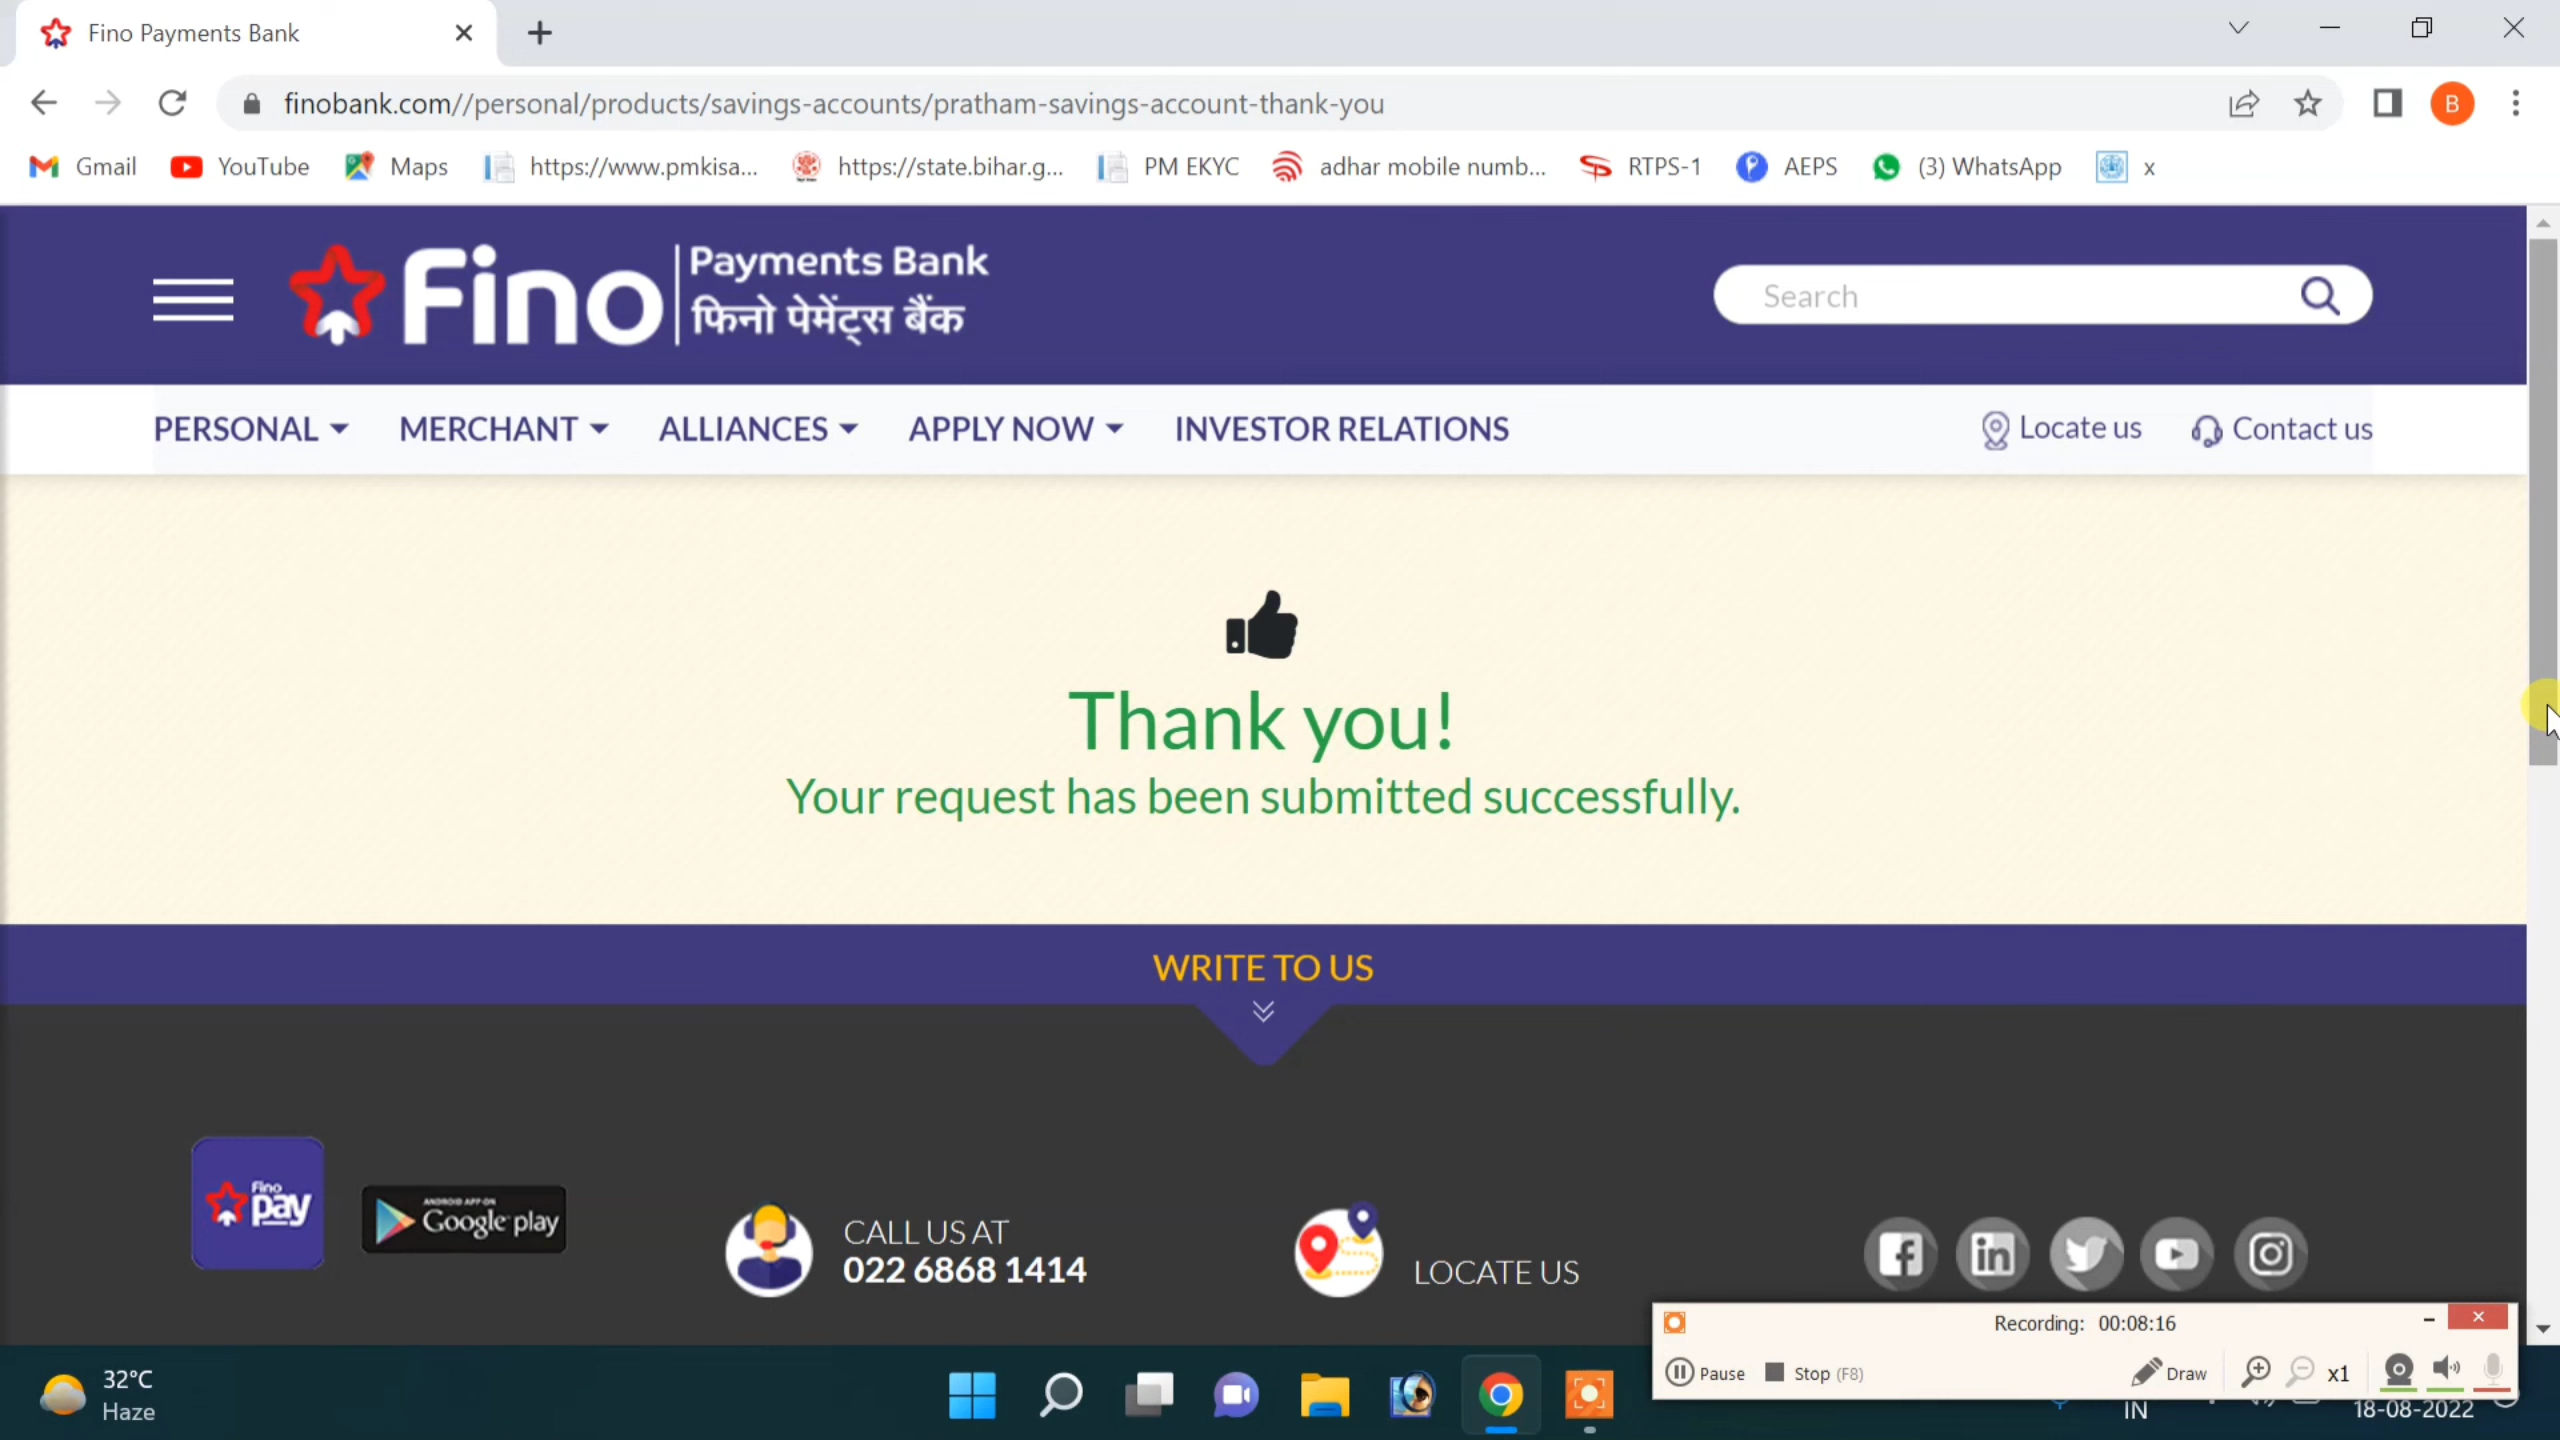 Fino Payments Bank
finobank.com//personal/products/savings-accounts/pratham-savings-account-thank-you
B
Gmail YouTube Maps https://www.pmkisa... https://state.bihar.g... PM EKYC adhar mobile numb... RTPS-1 AEPS (3) WhatsApp x
Fino Payments Bank
फिनो पेमेंट्स बैंक
Search
PERSONAL MERCHANT ALLIANCES APPLY NOW INVESTOR RELATIONS Locate us Contact us
Thank you!
Your request has been submitted successfully.
WRITE TO US
Fino
pay
ANDROID APP ON
Google play
CALL US AT
022 6868 1414
LOCATE US
Recording: 00:08:16
Pause Stop (F8) Draw x1
32°C
Haze
IN
18-08-2022